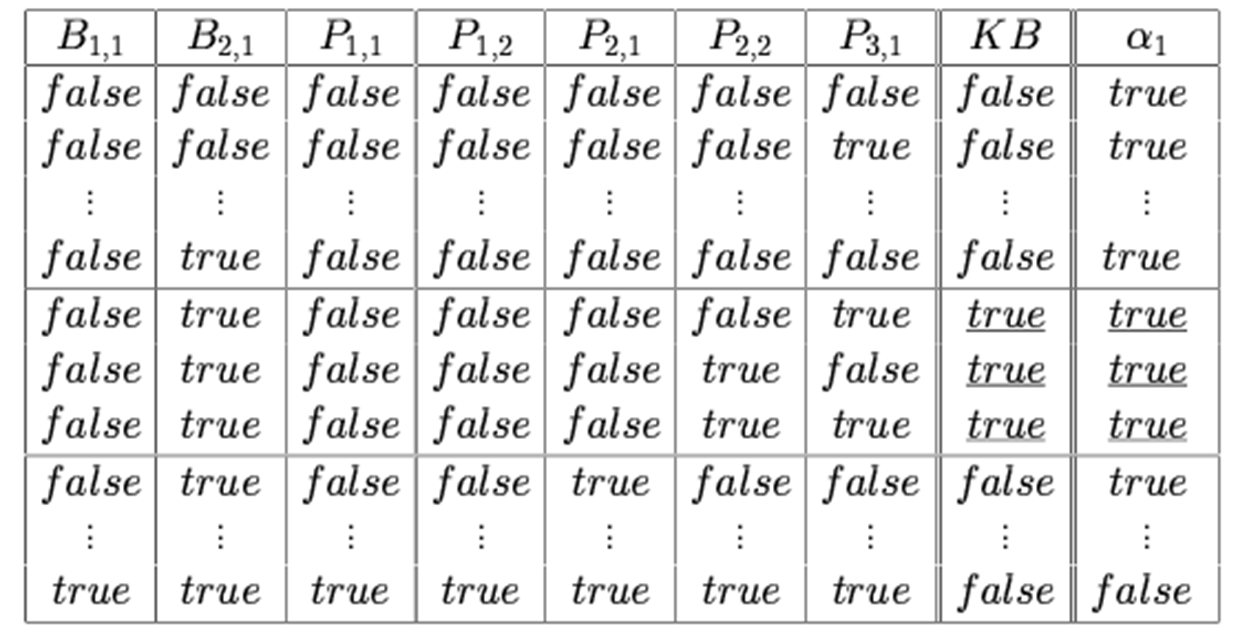 B1,1 B2,1 P1,1 P1,2 P2,1 P2,2 P3,1 KB α1
false false false false false false false false true
false false false false false false true false true
⋮ ⋮ ⋮ ⋮ ⋮ ⋮ ⋮ ⋮ ⋮
false true false false false false false false true
false true false false false false true true true
false true false false false true false true true
false true false false false true true true true
false true false false true false false false true
⋮ ⋮ ⋮ ⋮ ⋮ ⋮ ⋮ ⋮ ⋮
true true true true true true true false false